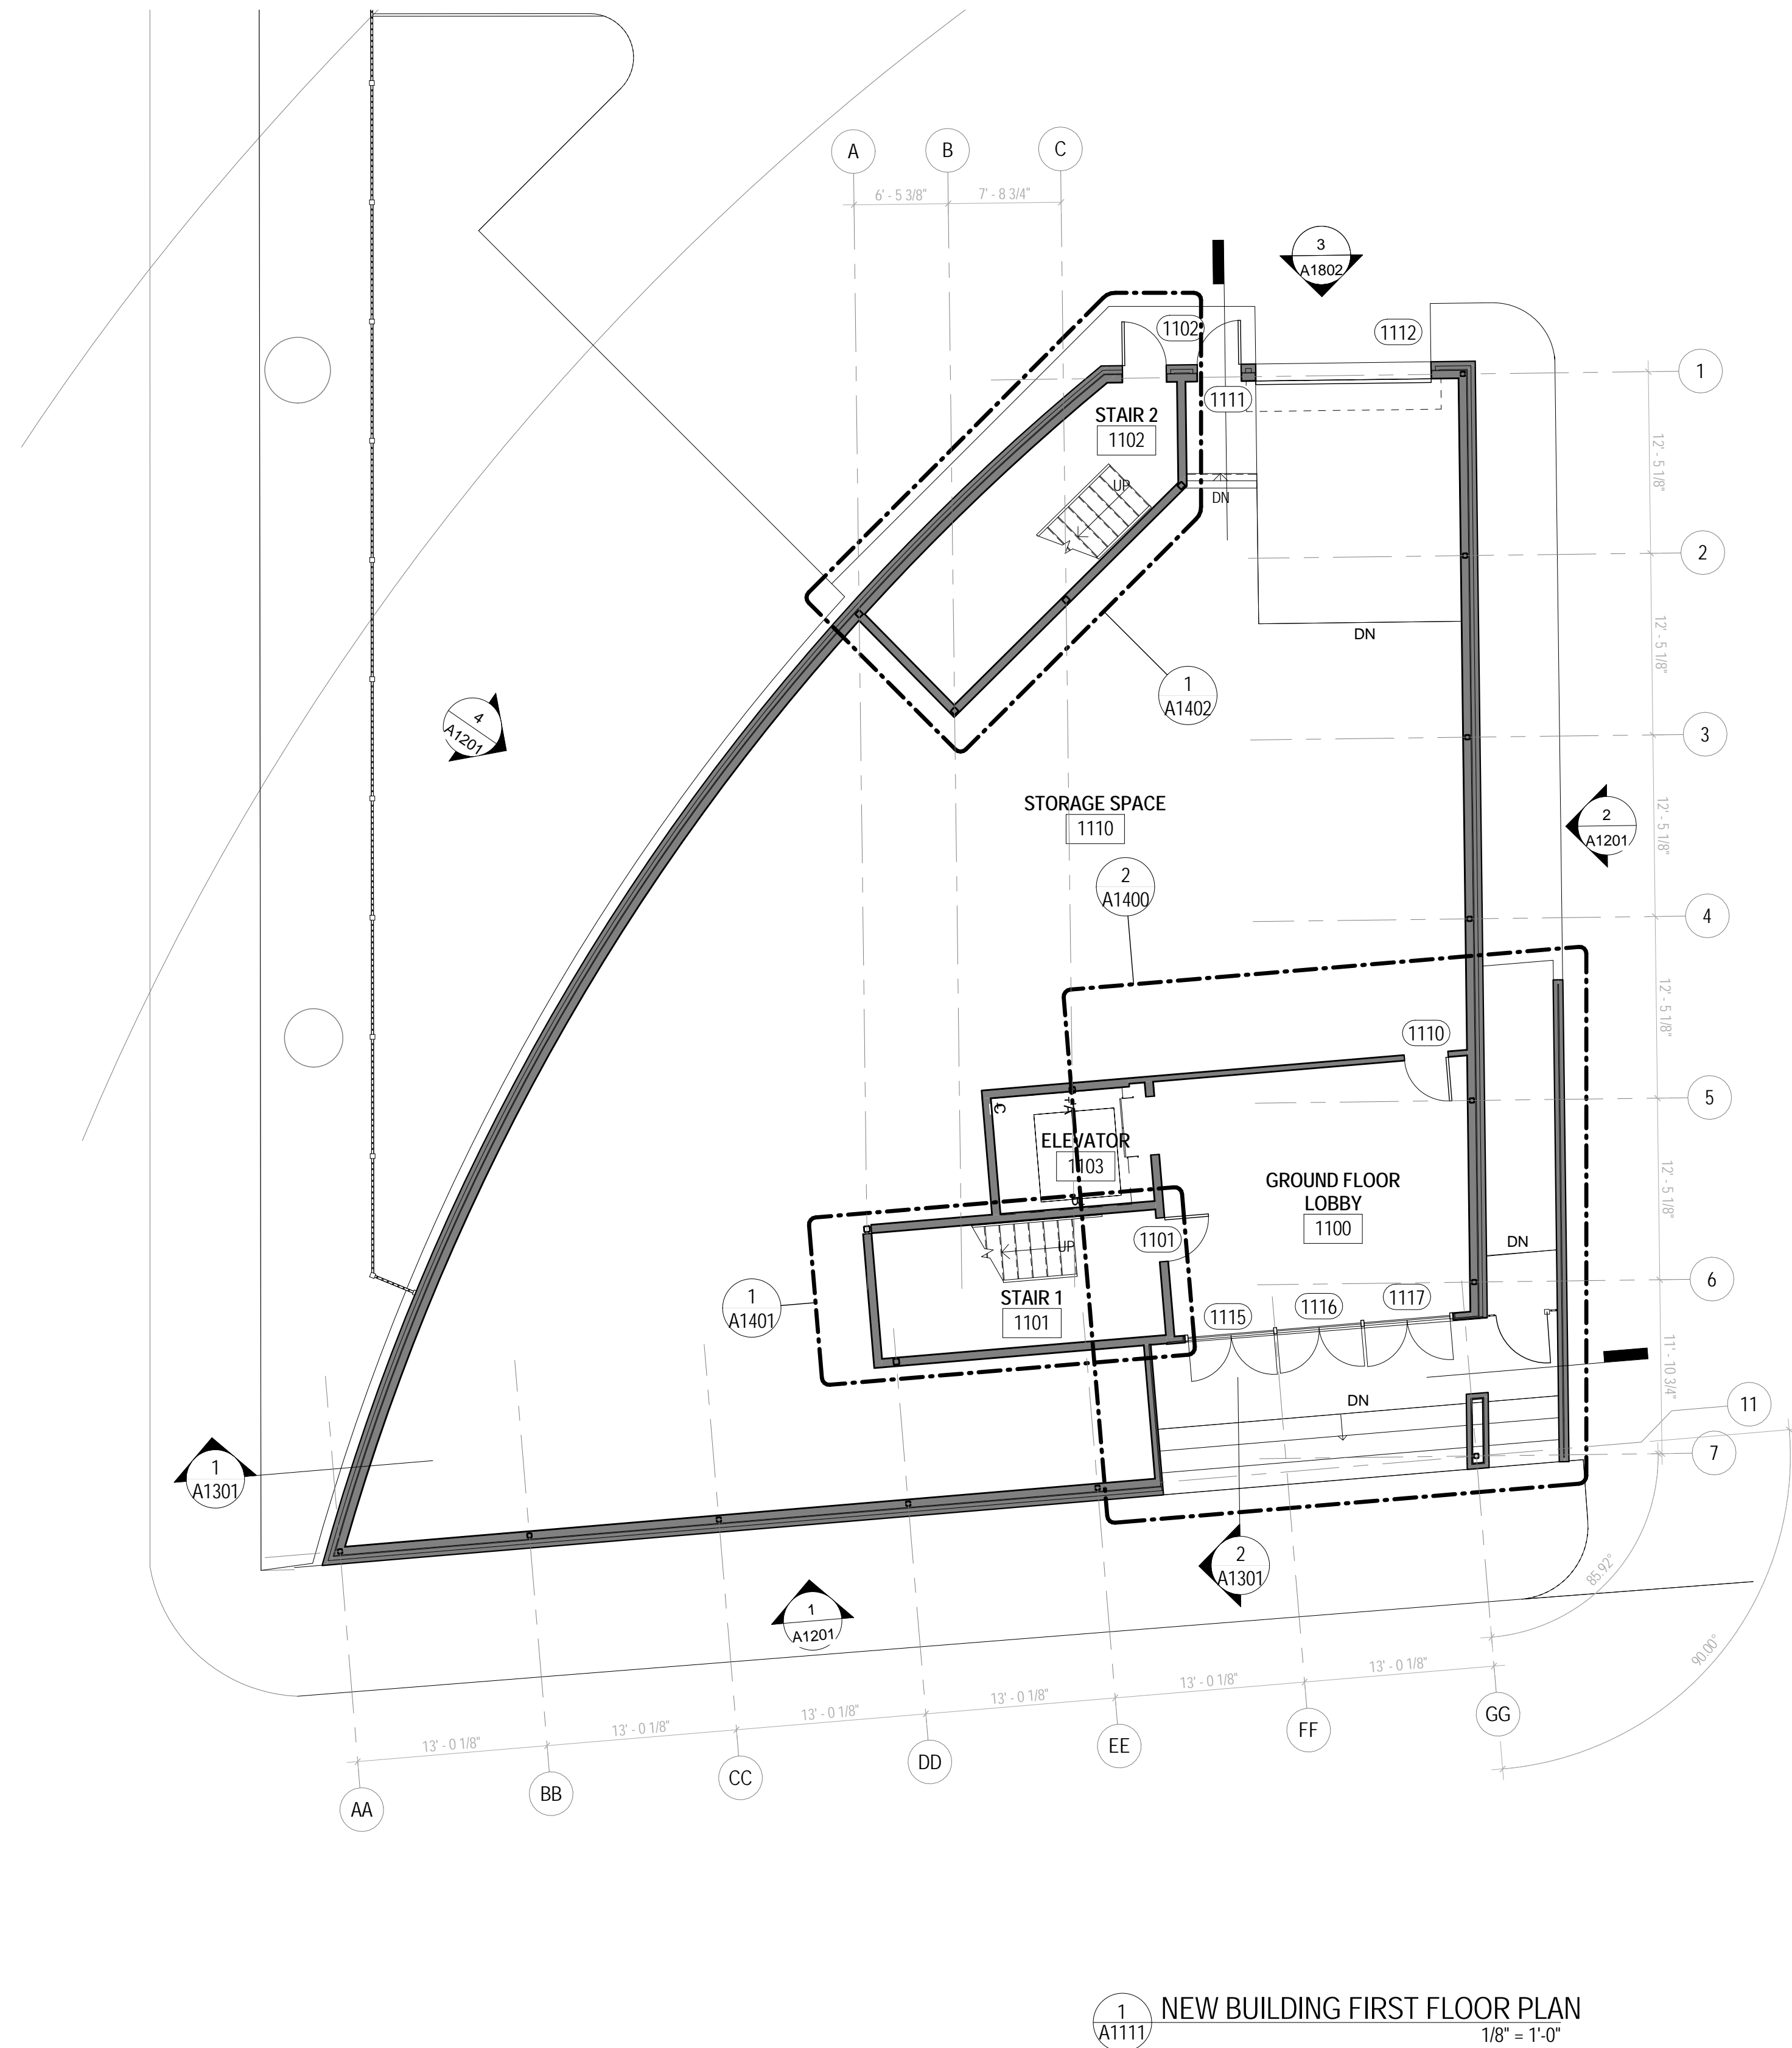 A
B
C
6' - 5 3/8"
7' - 8 3/4"
3
A1802
1102
1112
1
1111
STAIR 2
1102
12' - 5 1/8"
UP
DN
2
DN
12' - 5 1/8"
1
A1402
4
A1201
3
STORAGE SPACE
1110
12' - 5 1/8"
2
A1201
2
A1400
4
12' - 5 1/8"
1110
5
ELEVATOR
1103
GROUND FLOOR
LOBBY
1100
12' - 5 1/8"
1101
UP
DN
6
1
A1401
STAIR 1
1101
1115
1116
1117
11' - 10 3/4"
DN
11
7
1
A1301
2
A1301
85.92°
1
A1201
90.00°
13' - 0 1/8"
13' - 0 1/8"
13' - 0 1/8"
13' - 0 1/8"
13' - 0 1/8"
13' - 0 1/8"
AA
BB
CC
DD
EE
FF
GG
1
A1111
NEW BUILDING FIRST FLOOR PLAN
1/8" = 1'-0"